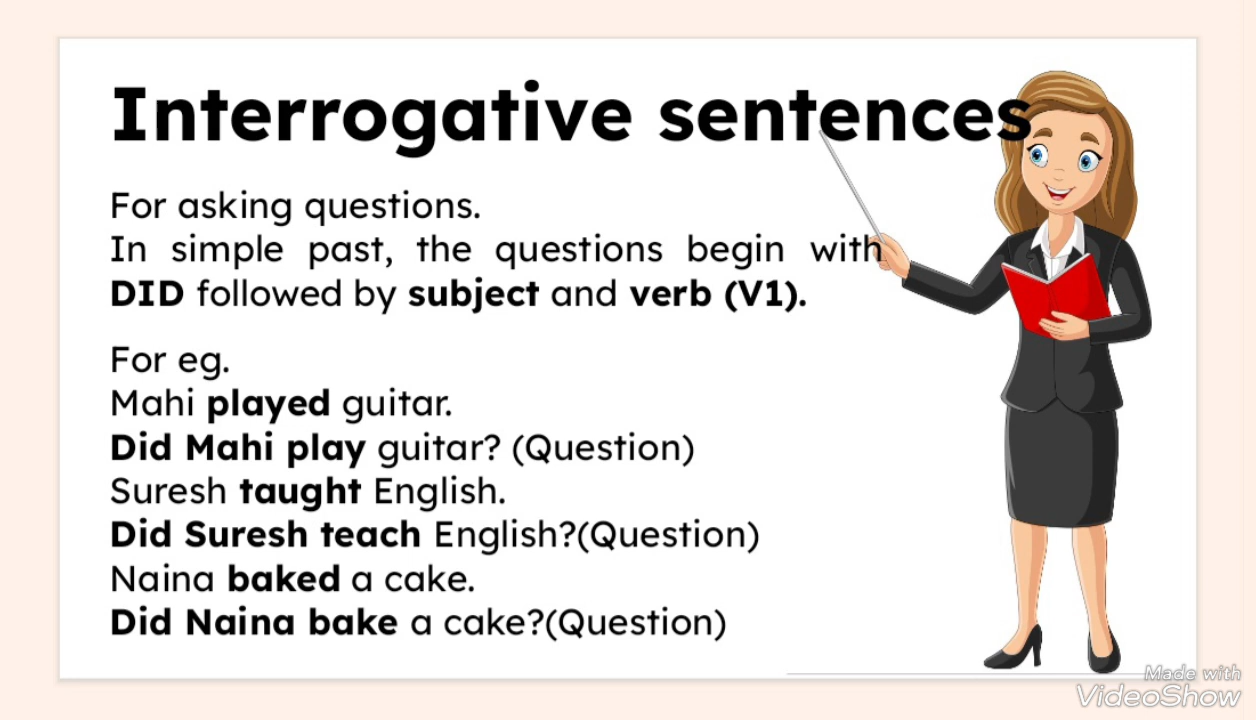 Interrogative sentences
For asking questions.
In simple past, the questions begin with
DID followed by subject and verb (V1).
For eg.
Mahi played guitar.
Did Mahi play guitar? (Question)
Suresh taught English.
Did Suresh teach English?(Question)
Naina baked a cake.
Did Naina bake a cake?(Question)
Made with
VideoShow